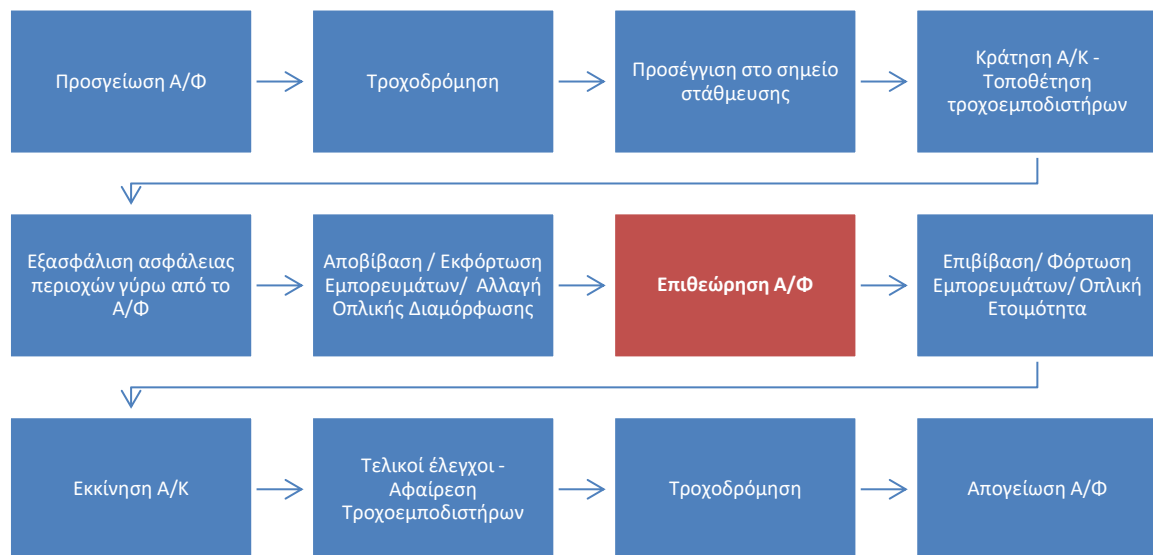 Προσγείωση Α/Φ
Τροχοδρόμηση
Προσέγγιση στο σημείο
στάθμευσης
Κράτηση Α/Κ -
Τοποθέτηση
τροχοεμποδιστήρων
Εξασφάλιση ασφάλειας
περιοχών γύρω από το
Α/Φ
Αποβίβαση / Εκφόρτωση
Εμπορευμάτων/ Αλλαγή
Οπλικής Διαμόρφωσης
Επιθεώρηση Α/Φ
Επιβίβαση/ Φόρτωση
Εμπορευμάτων/ Οπλική
Ετοιμότητα
Εκκίνηση Α/Κ
Τελικοί έλεγχοι -
Αφαίρεση
Τροχοεμποδιστήρων
Τροχοδρόμηση
Απογείωση Α/Φ